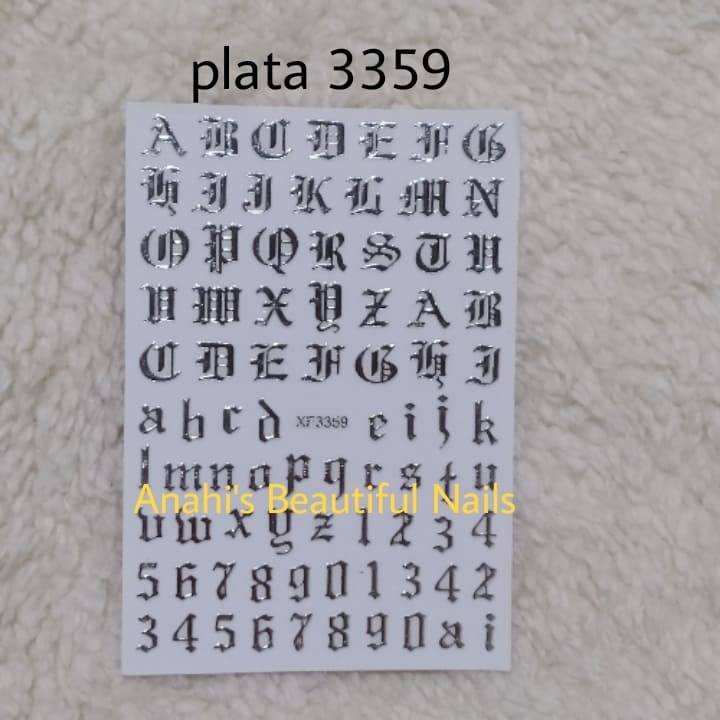 plata 3359
A B C D E F G
H I J K L M N
O P Q R S T U
V W X Y Z A B
C D E F G H I
a b c d XF3359 e i j k
l m n o p q r s t u
Anahi's Beautiful Nails
v w x y z 1 2 3 4
5 6 7 8 9 0 1 3 4 2
3 4 5 6 7 8 9 0 a i